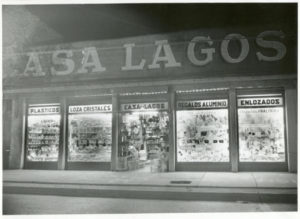 CASA LAGOS
PLASTICOS
LOZA CRISTALES
CASA-LAGOS
REGALOS ALUMINIO
ENLOZADOS